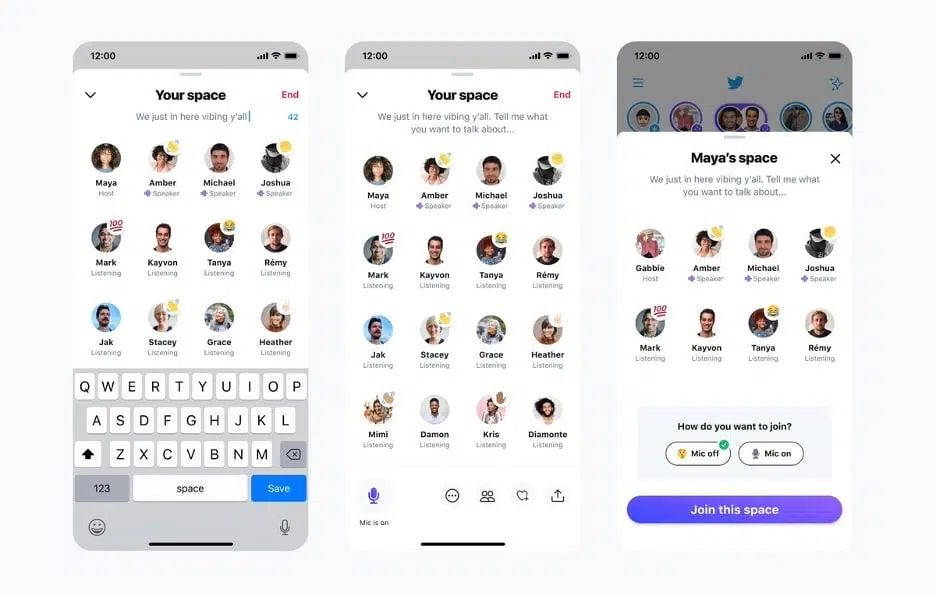 12:00
Your space
End
We just in here vibing y'all
42
Maya
Amber
Michael
Joshua
Host
Speaker
Speaker
Speaker
100
Mark
Kayvon
Tanya
Rémy
Listening
Listening
Listening
Listening
Jak
Stacey
Grace
Heather
Listening
Listening
Listening
Listening
Q W E R T Y U I O P
A S D F G H J K L
Z X C V B N M
123
space
Save
12:00
Your space
End
We just in here vibing y'all. Tell me what
you want to talk about...
Maya
Amber
Michael
Joshua
Host
Speaker
Speaker
Speaker
100
Mark
Kayvon
Tanya
Rémy
Listening
Listening
Listening
Listening
Jak
Stacey
Grace
Heather
Listening
Listening
Listening
Listening
Mimi
Damon
Kris
Diamonte
Listening
Listening
Listening
Listening
Mic is on
12:00
Maya's space
We just in here vibing y'all. Tell me what
you want to talk about...
Gabbie
Amber
Michael
Joshua
Host
Speaker
Speaker
Speaker
100
Mark
Kayvon
Tanya
Rémy
Listening
Listening
Listening
Listening
How do you want to join?
Mic off
Mic on
Join this space